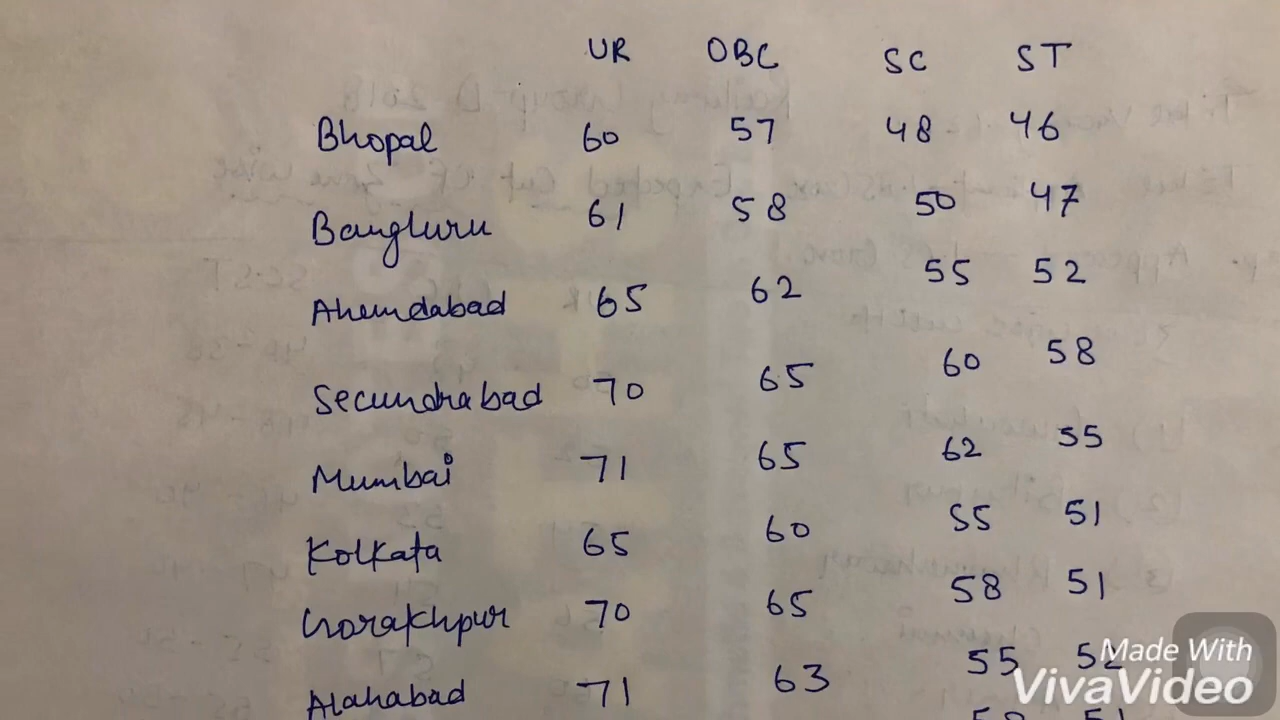 UR OBC SC ST
Bhopal 60 57 48 46
Bangluru 61 58 50 47
Ahemdabad 65 62 55 52
Secundrabad 70 65 60 58
Mumbai 71 65 62 55
Kolkata 65 60 55 51
Gorakhpur 70 65 58 51
Alahabad 71 63 55 52
Made With
VivaVideo